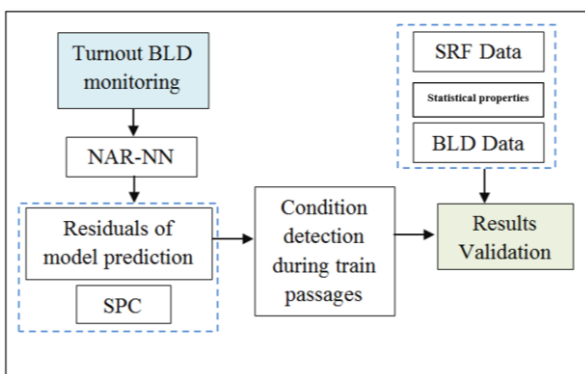 Turnout BLD
monitoring
NAR-NN
Residuals of
model prediction
SPC
Condition
detection
during train
passages
SRF Data
Statistical properties
BLD Data
Results
Validation